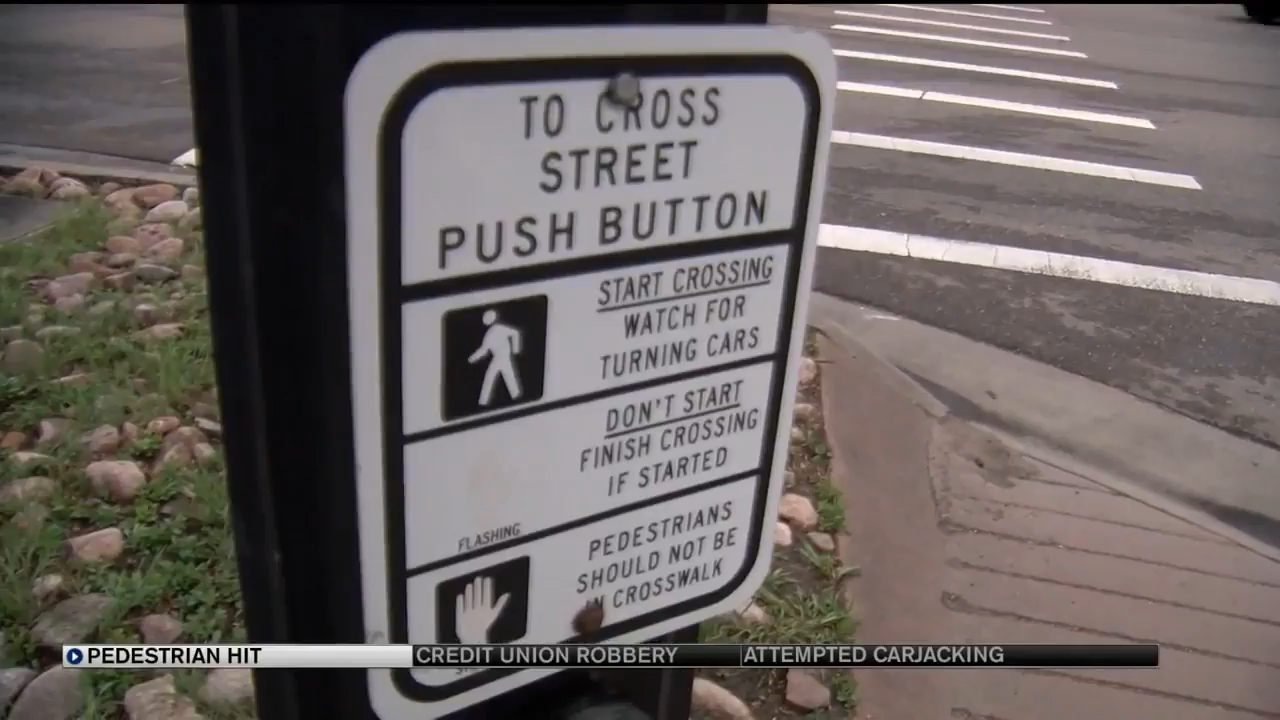 TO CROSS
STREET
PUSH BUTTON
START CROSSING
WATCH FOR
TURNING CARS
DON'T START
FINISH CROSSING
IF STARTED
FLASHING
PEDESTRIANS
SHOULD NOT BE
IN CROSSWALK
PEDESTRIAN HIT
CREDIT UNION ROBBERY
ATTEMPTED CARJACKING